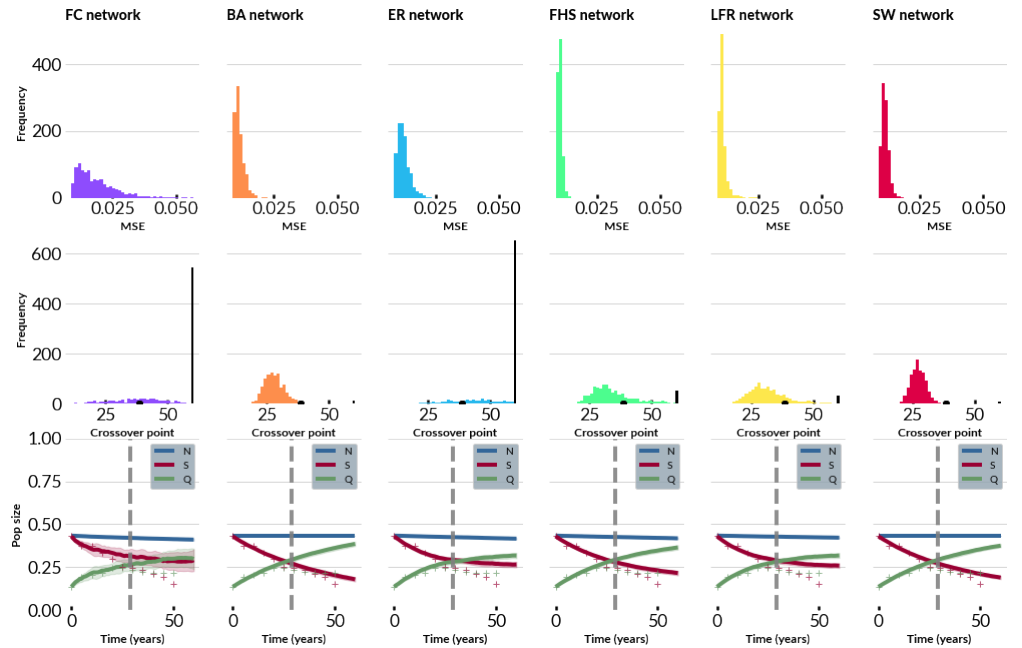 FC network BA network ER network FHS network LFR network SW network
Frequency
400
200
0
0.025 0.050 0.025 0.050 0.025 0.050 0.025 0.050 0.025 0.050 0.025 0.050
MSE MSE MSE MSE MSE MSE
Frequency
600
400
200
0
25 50 25 50 25 50 25 50 25 50 25 50
Crossover point Crossover point Crossover point Crossover point Crossover point Crossover point
Pop size
1.00
0.75
0.50
0.25
0.00
N N N N N N
S S S S S S
Q Q Q Q Q Q
0 50 0 50 0 50 0 50 0 50 0 50
Time (years) Time (years) Time (years) Time (years) Time (years) Time (years)